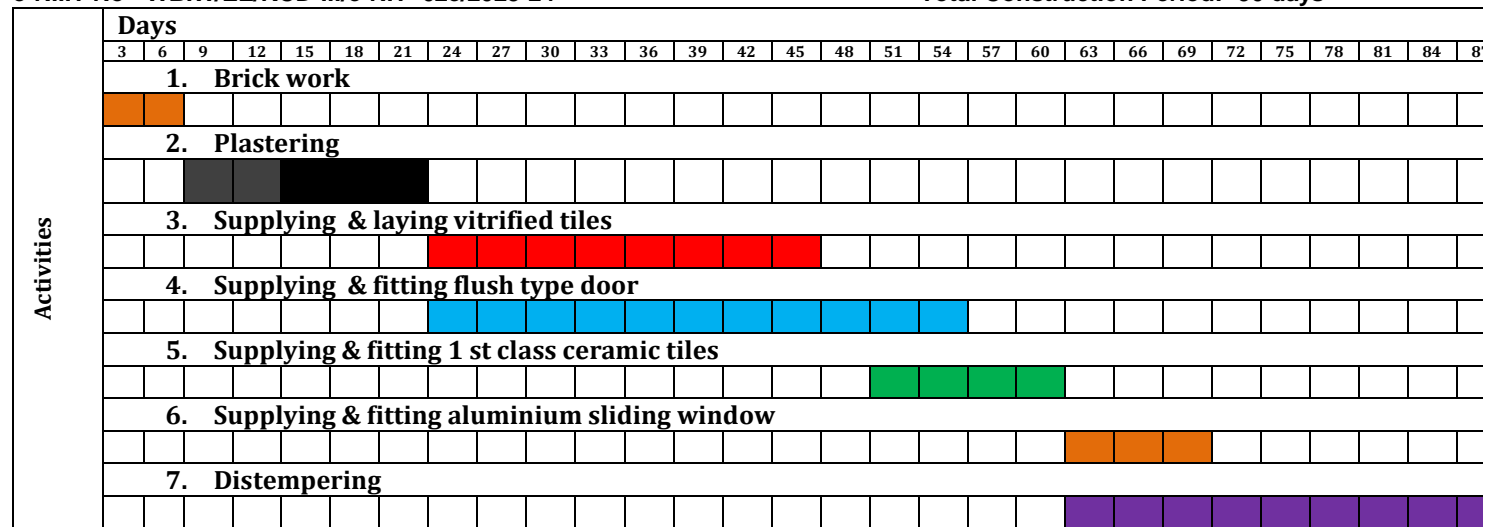 Days
3 6 9 12 15 18 21 24 27 30 33 36 39 42 45 48 51 54 57 60 63 66 69 72 75 78 81 84
1. Brick work
2. Plastering
3. Supplying & laying vitrified tiles
4. Supplying & fitting flush type door
5. Supplying & fitting 1 st class ceramic tiles
6. Supplying & fitting aluminium sliding window
7. Distempering
Activities